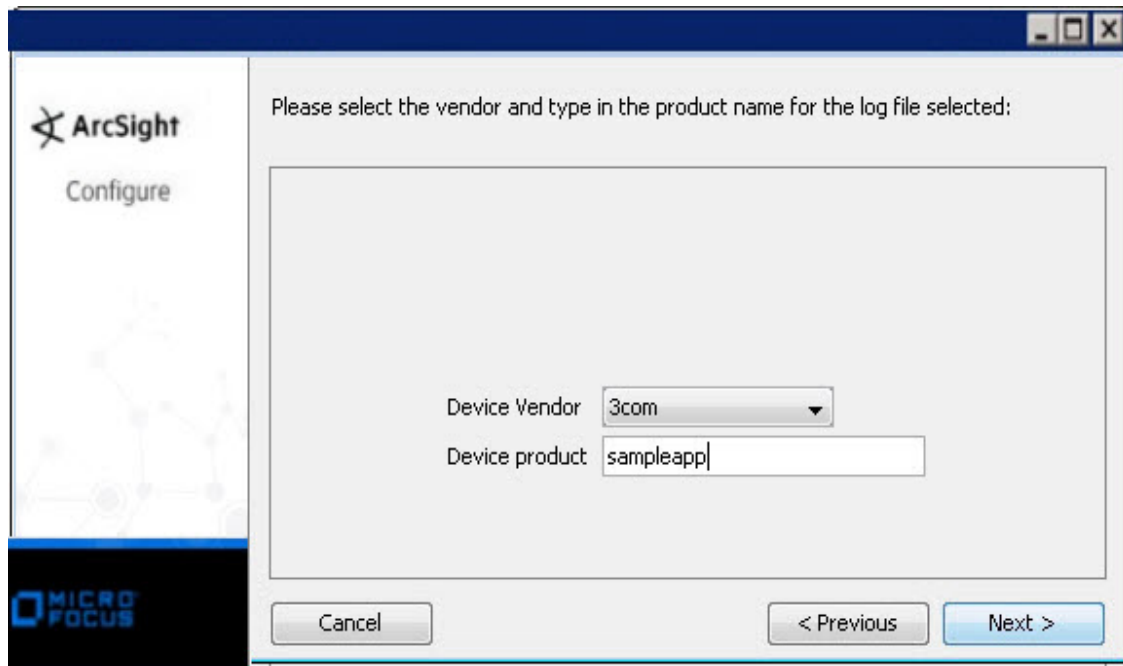 ArcSight
Configure
Please select the vendor and type in the product name for the log file selected:
Device Vendor 3com
Device product sampleapp
MICRO
FOCUS
Cancel < Previous Next >